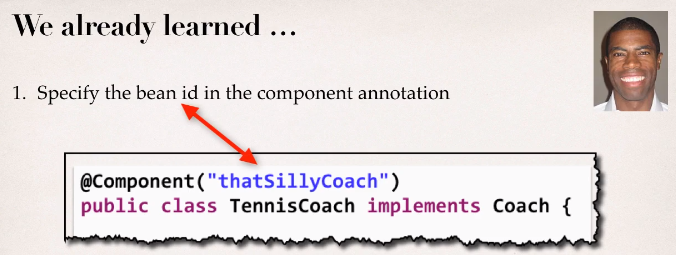 We already learned …
1. Specify the bean id in the component annotation
@Component("thatSillyCoach")
public class TennisCoach implements Coach {